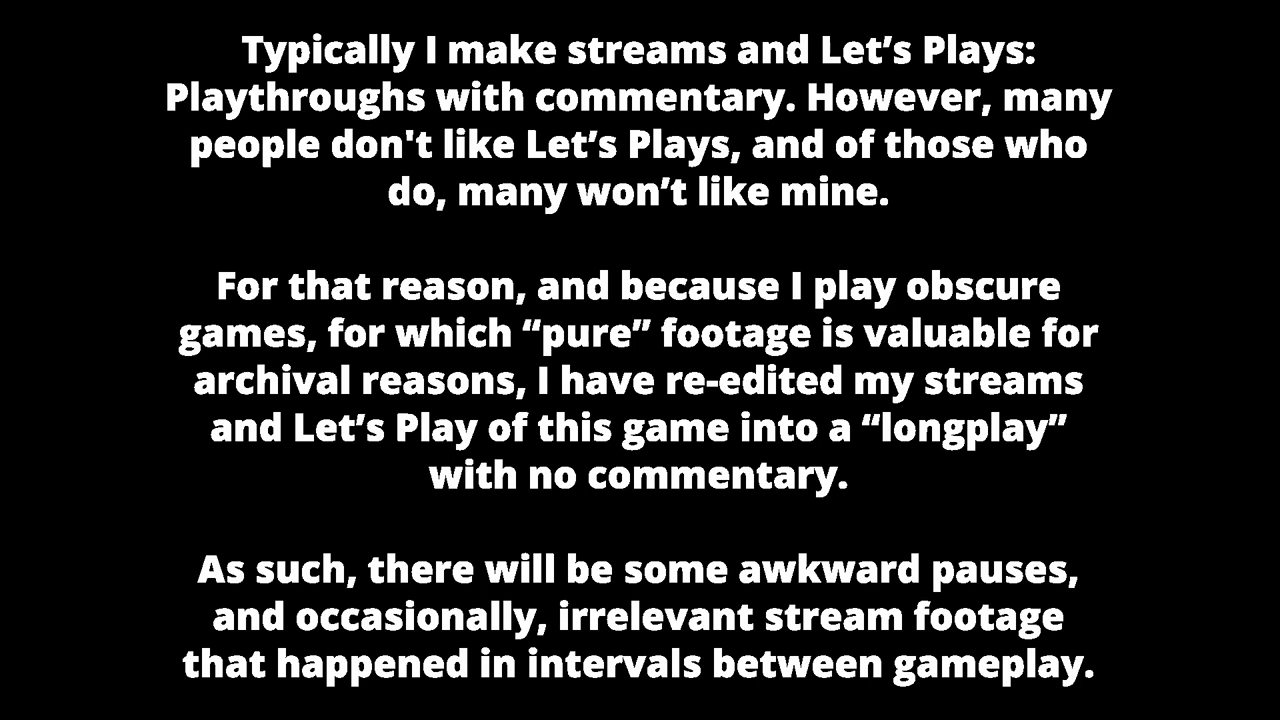 Typically I make streams and Let’s Plays:
Playthroughs with commentary. However, many
people don't like Let’s Plays, and of those who
do, many won’t like mine.
For that reason, and because I play obscure
games, for which “pure” footage is valuable for
archival reasons, I have re-edited my streams
and Let’s Play of this game into a “longplay”
with no commentary.
As such, there will be some awkward pauses,
and occasionally, irrelevant stream footage
that happened in intervals between gameplay.